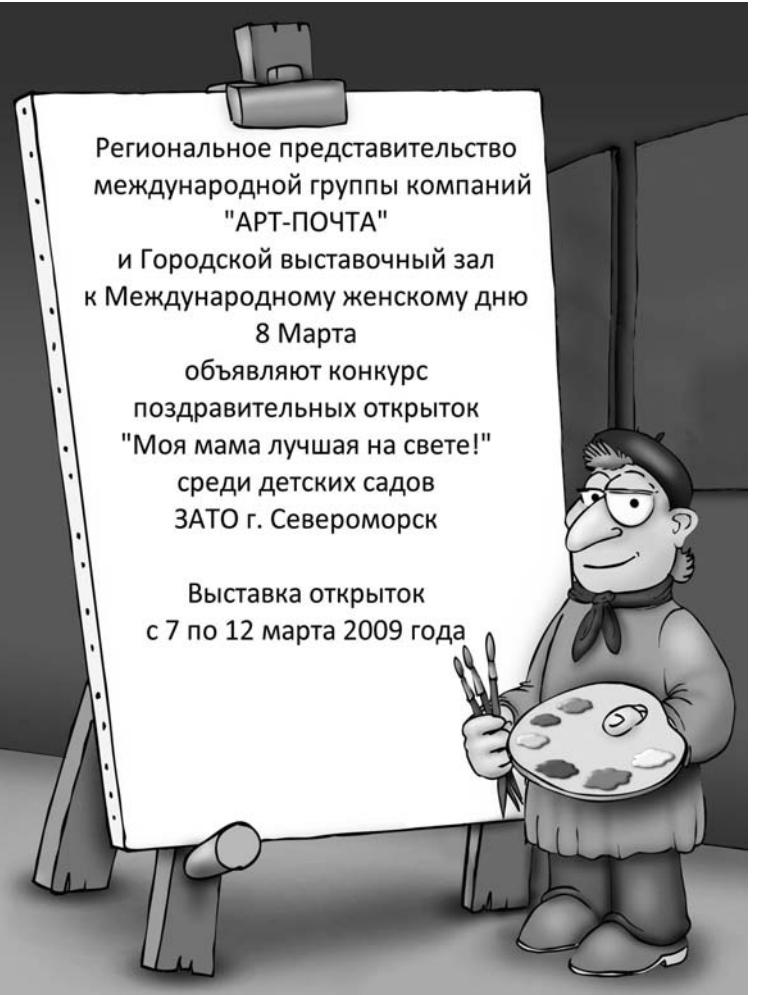 Региональное представительство
международной группы компаний
"АРТ-ПОЧТА"
и Городской выставочный зал
к Международному женскому дню
8 Марта
объявляют конкурс
поздравительных открыток
"Моя мама лучшая на свете!"
среди детских садов
ЗАТО г. Североморск
Выставка открыток
с 7 по 12 марта 2009 года